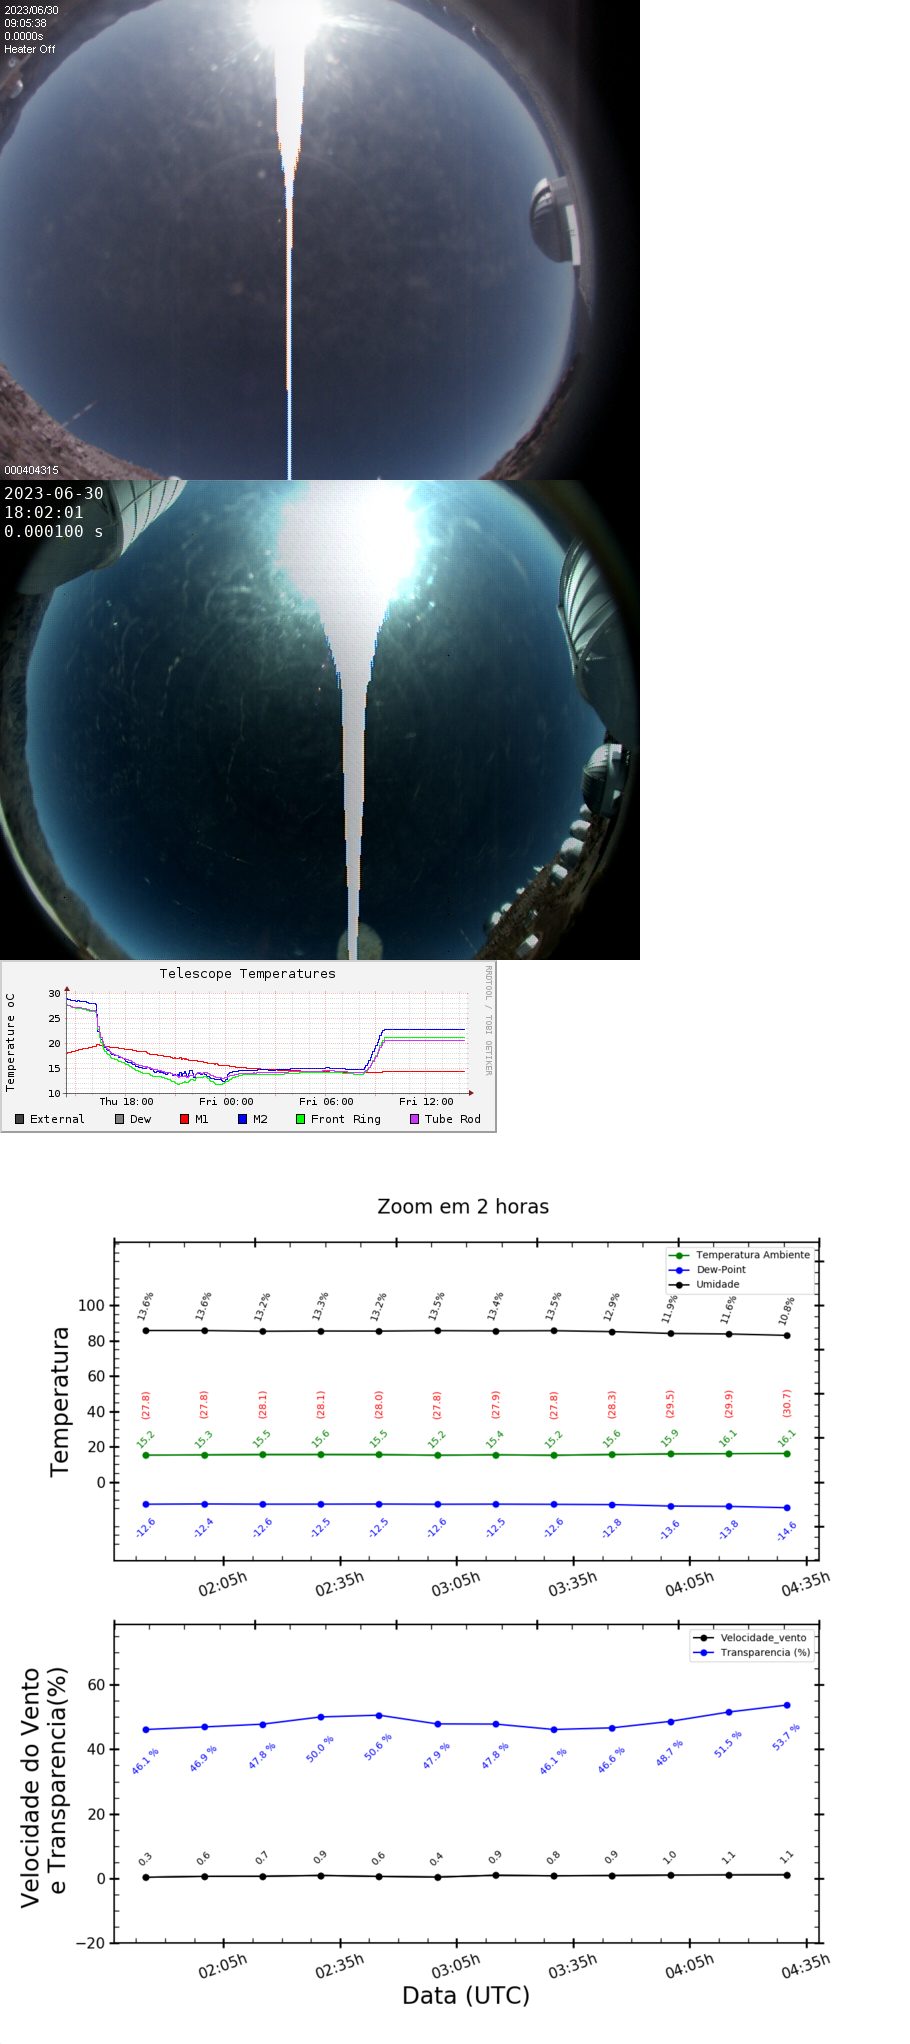 2023/06/30
09:05:38
0.0000s
Heater Off
000404315
2023-06-30
18:02:01
0.000100 s
Telescope Temperatures
RRDTOOL / TOBI OETIKER
Temperature oC
30
25
20
15
10
Thu 18:00 Fri 00:00 Fri 06:00 Fri 12:00
External Dew M1 M2 Front Ring Tube Rod
Zoom em 2 horas
Temperatura Ambiente
Dew-Point
Umidade
Temperatura
100
80
60
40
20
0
13.6% 13.6% 13.2% 13.3% 13.2% 13.5% 13.4% 13.5% 12.9% 11.9% 11.6% 10.8%
(27.8) (27.8) (28.1) (28.1) (28.0) (27.8) (27.9) (27.8) (28.3) (29.5) (29.9) (30.7)
15.2 15.3 15.5 15.6 15.5 15.2 15.4 15.2 15.6 15.9 16.1 16.1
-12.6 -12.4 -12.6 -12.5 -12.5 -12.6 -12.5 -12.6 -12.8 -13.6 -13.8 -14.6
02:05h 02:35h 03:05h 03:35h 04:05h 04:35h
Velocidade_vento
Transparencia (%)
Velocidade do Vento
e Transparencia(%)
60
40
20
0
−20
46.1 % 46.9 % 47.8 % 50.0 % 50.6 % 47.9 % 47.8 % 46.1 % 46.6 % 48.7 % 51.5 % 53.7 %
0.3 0.6 0.7 0.9 0.6 0.4 0.9 0.8 0.9 1.0 1.1 1.1
02:05h 02:35h 03:05h 03:35h 04:05h 04:35h
Data (UTC)